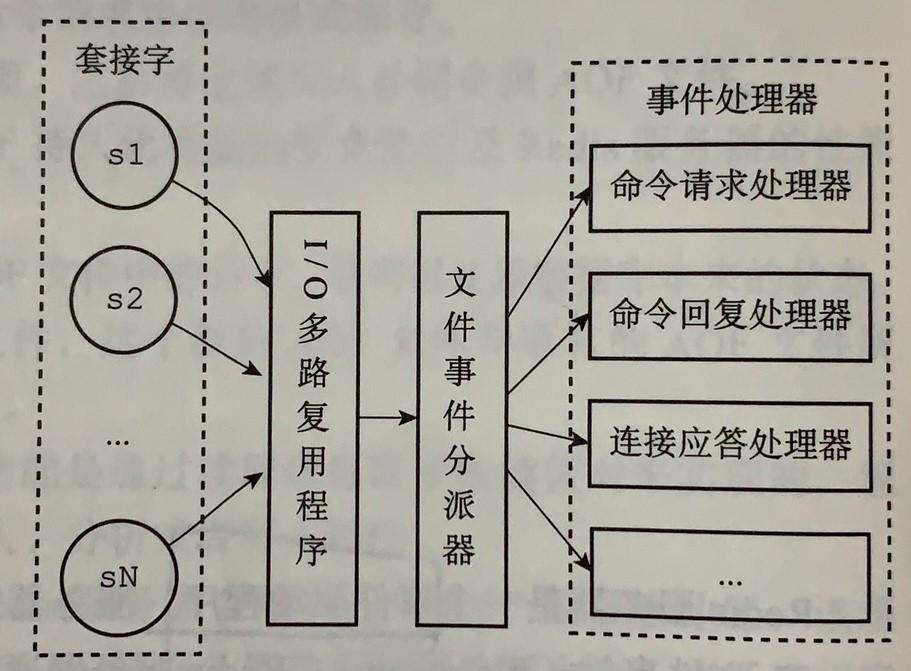 套接字
s1
s2
...
sN
I/O多路复用程序
文件事件分派器
事件处理器
命令请求处理器
命令回复处理器
连接应答处理器
...